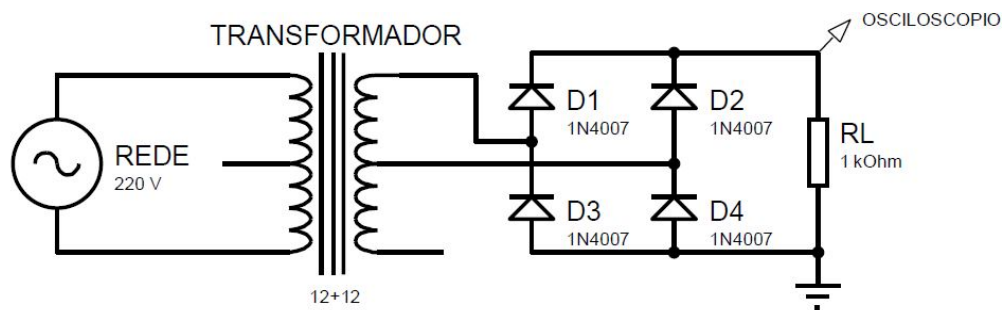 OSCILOSCOPIO
TRANSFORMADOR
REDE
220 V
12+12
D1
1N4007
D2
1N4007
D3
1N4007
D4
1N4007
RL
1 kOhm